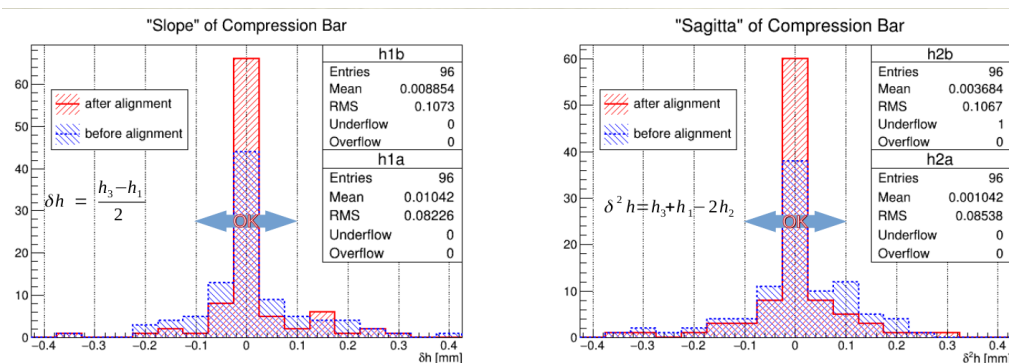 "Slope" of Compression Bar
h1b
Entries 96
Mean 0.008854
RMS 0.1073
Underflow 0
Overflow 0
h1a
Entries 96
Mean 0.01042
RMS 0.08226
Underflow 0
Overflow 0
after alignment
before alignment
δh = (h₃−h₁)/2
OK
60
50
40
30
20
10
0
−0.4 −0.3 −0.2 −0.1 0 0.1 0.2 0.3 0.4
δh [mm]
"Sagitta" of Compression Bar
h2b
Entries 96
Mean 0.003684
RMS 0.1067
Underflow 1
Overflow 0
h2a
Entries 96
Mean 0.001042
RMS 0.08538
Underflow 0
Overflow 0
after alignment
before alignment
δ²h=h₃+h₁−2h₂
OK
60
50
40
30
20
10
0
−0.4 −0.3 −0.2 −0.1 0 0.1 0.2 0.3 0.4
δ²h [mm]